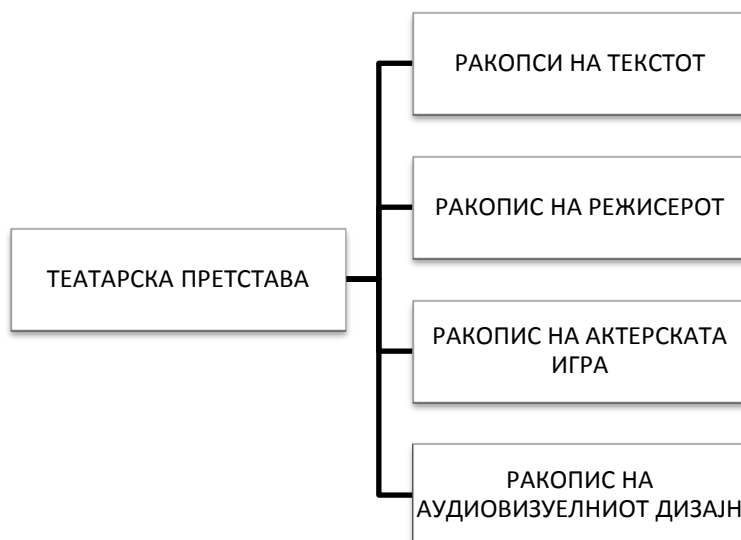 РАКОПСИ НА ТЕКСТОТ
РАКОПИС НА РЕЖИСЕРОТ
ТЕАТАРСКА ПРЕТСТАВА
РАКОПИС НА АКТЕРСКАТА
ИГРА
РАКОПИС НА
АУДИОВИЗУЕЛНИОТ ДИЗАЈН